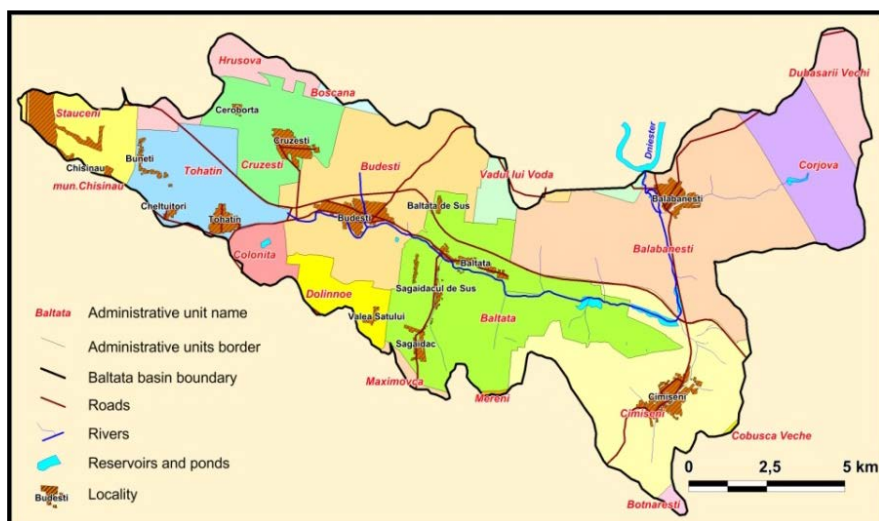 Hrusova
Boscana
Dubasarii Vechi
Stauceni
Ceroborta
Cruzesti
Dniester
Buneti
Chisinau
mun.Chisinau
Tohatin
Cruzesti
Budesti
Vadul lui Voda
Corjova
Balabanesti
Cheltuitori
Tohatin
Baltata de Sus
Budesti
Balabanesti
Colonita
Baltata
Dolinnoe
Sagaidacul de Sus
Valea Satului
Baltata
Sagaidac
Maximovca
Mereni
Cimiseni
Cimiseni
Cobusca Veche
Botnaresti
Baltata Administrative unit name
Administrative units border
Baltata basin boundary
Roads
Rivers
Reservoirs and ponds
Budesti Locality
0 2,5 5 km